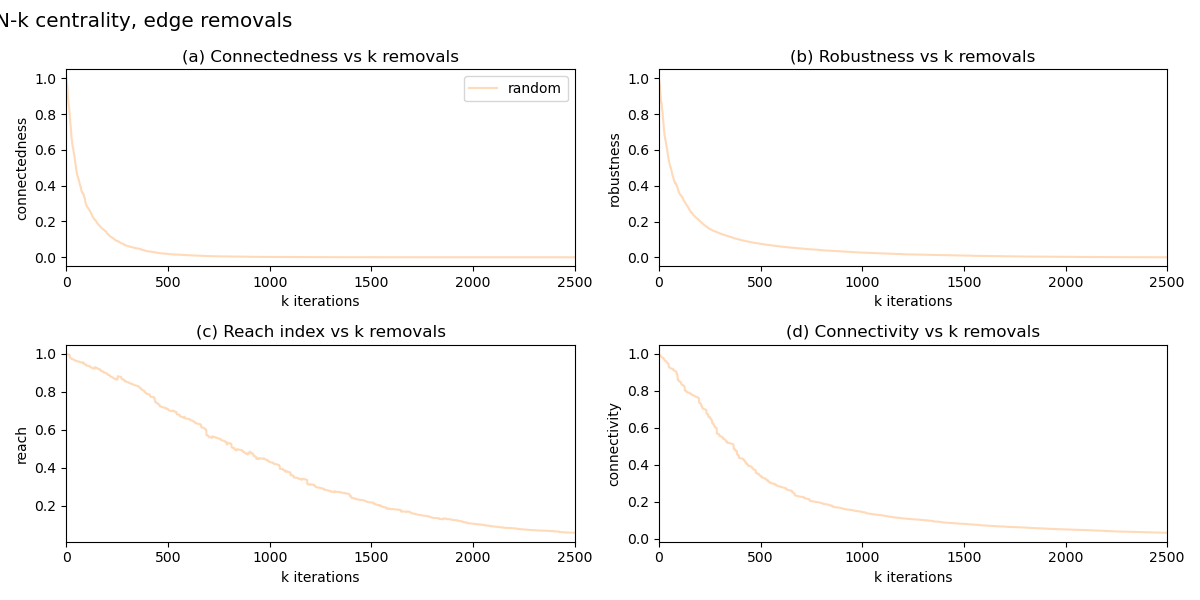 N-k centrality, edge removals
(a) Connectedness vs k removals
connectedness
1.0
0.8
0.6
0.4
0.2
0.0
random
0 500 1000 1500 2000 2500
k iterations
(b) Robustness vs k removals
robustness
1.0
0.8
0.6
0.4
0.2
0.0
0 500 1000 1500 2000 2500
k iterations
(c) Reach index vs k removals
reach
1.0
0.8
0.6
0.4
0.2
0 500 1000 1500 2000 2500
k iterations
(d) Connectivity vs k removals
connectivity
1.0
0.8
0.6
0.4
0.2
0.0
0 500 1000 1500 2000 2500
k iterations